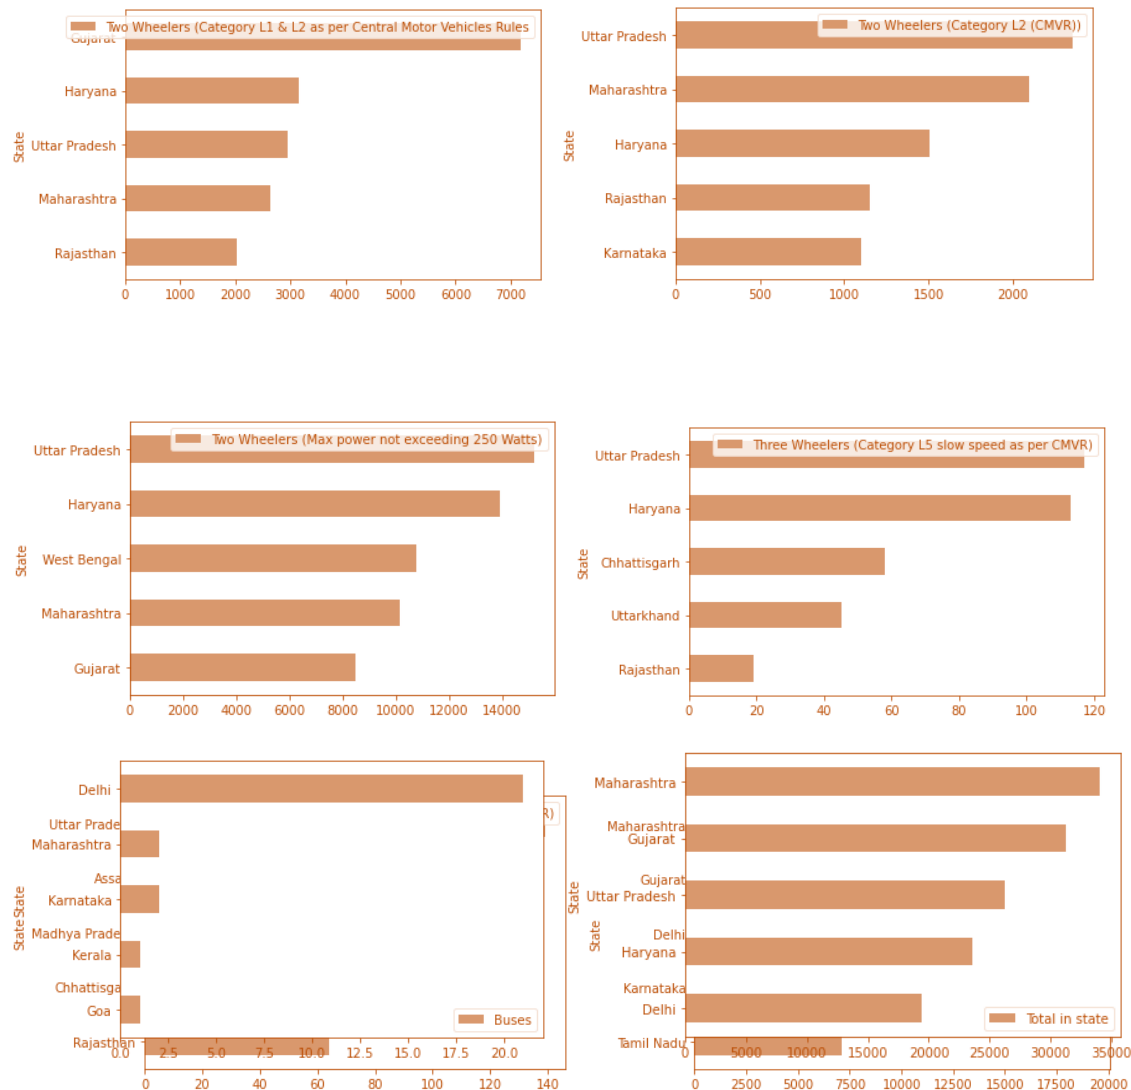 Two Wheelers (Category L1 & L2 as per Central Motor Vehicles Rules
Gujarat
Haryana
Uttar Pradesh
Maharashtra
Rajasthan
State
0 1000 2000 3000 4000 5000 6000 7000
Two Wheelers (Category L2 (CMVR))
Uttar Pradesh
Maharashtra
Haryana
Rajasthan
Karnataka
State
0 500 1000 1500 2000
Two Wheelers (Max power not exceeding 250 Watts)
Uttar Pradesh
Haryana
West Bengal
Maharashtra
Gujarat
State
0 2000 4000 6000 8000 10000 12000 14000
Three Wheelers (Category L5 slow speed as per CMVR)
Uttar Pradesh
Haryana
Chhattisgarh
Uttarkhand
Rajasthan
State
0 20 40 60 80 100 120
Delhi
R)
Uttar Prade
Maharashtra
Assa
Karnataka
Madhya Prade
Kerala
Chhattisga
Goa
Rajasthan
State
State
Buses
0.0 2.5 5.0 7.5 10.0 12.5 15.0 17.5 20.0
0 20 40 60 80 100 120 140
Maharashtra
Maharashtra
Gujarat
Gujarat
Uttar Pradesh
Delhi
Haryana
Karnataka
Delhi
Tamil Nadu
State
State
Total in state
0 5000 10000 15000 20000 25000 30000 35000
0 2500 5000 7500 10000 12500 15000 17500 20000